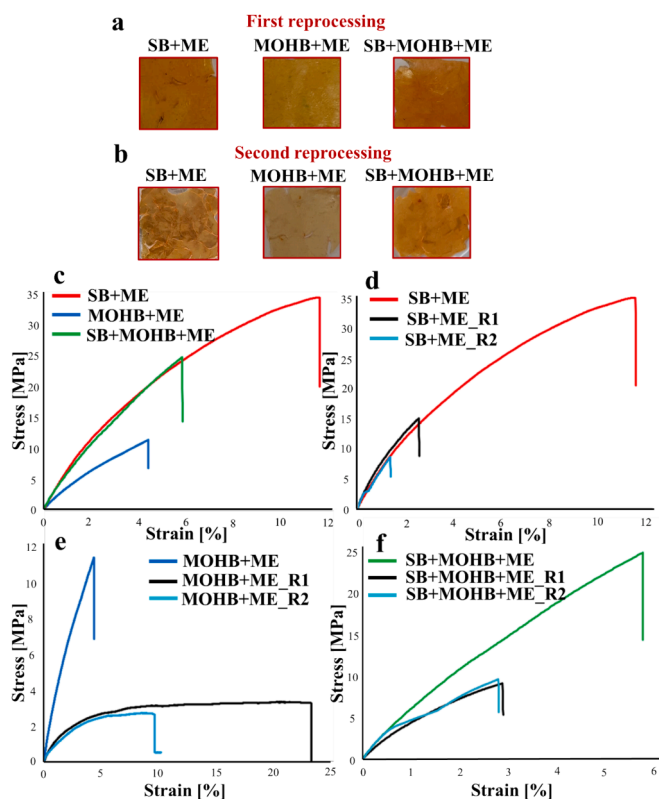 a
First reprocessing
SB+ME MOHB+ME SB+MOHB+ME
b
Second reprocessing
SB+ME MOHB+ME SB+MOHB+ME
c
SB+ME
MOHB+ME
SB+MOHB+ME
Stress [MPa]
35
30
25
20
15
10
5
0
0 2 4 6 8 10 12
Strain [%]
d
SB+ME
SB+ME_R1
SB+ME_R2
Stress [MPa]
35
30
25
20
15
10
5
0
0 2 4 6 8 10 12
Strain [%]
e
MOHB+ME
MOHB+ME_R1
MOHB+ME_R2
Stress [MPa]
12
10
8
6
4
2
0
0 5 10 15 20 25
Strain [%]
f
SB+MOHB+ME
SB+MOHB+ME_R1
SB+MOHB+ME_R2
Stress [MPa]
25
20
15
10
5
0
0 1 2 3 4 5 6
Strain [%]